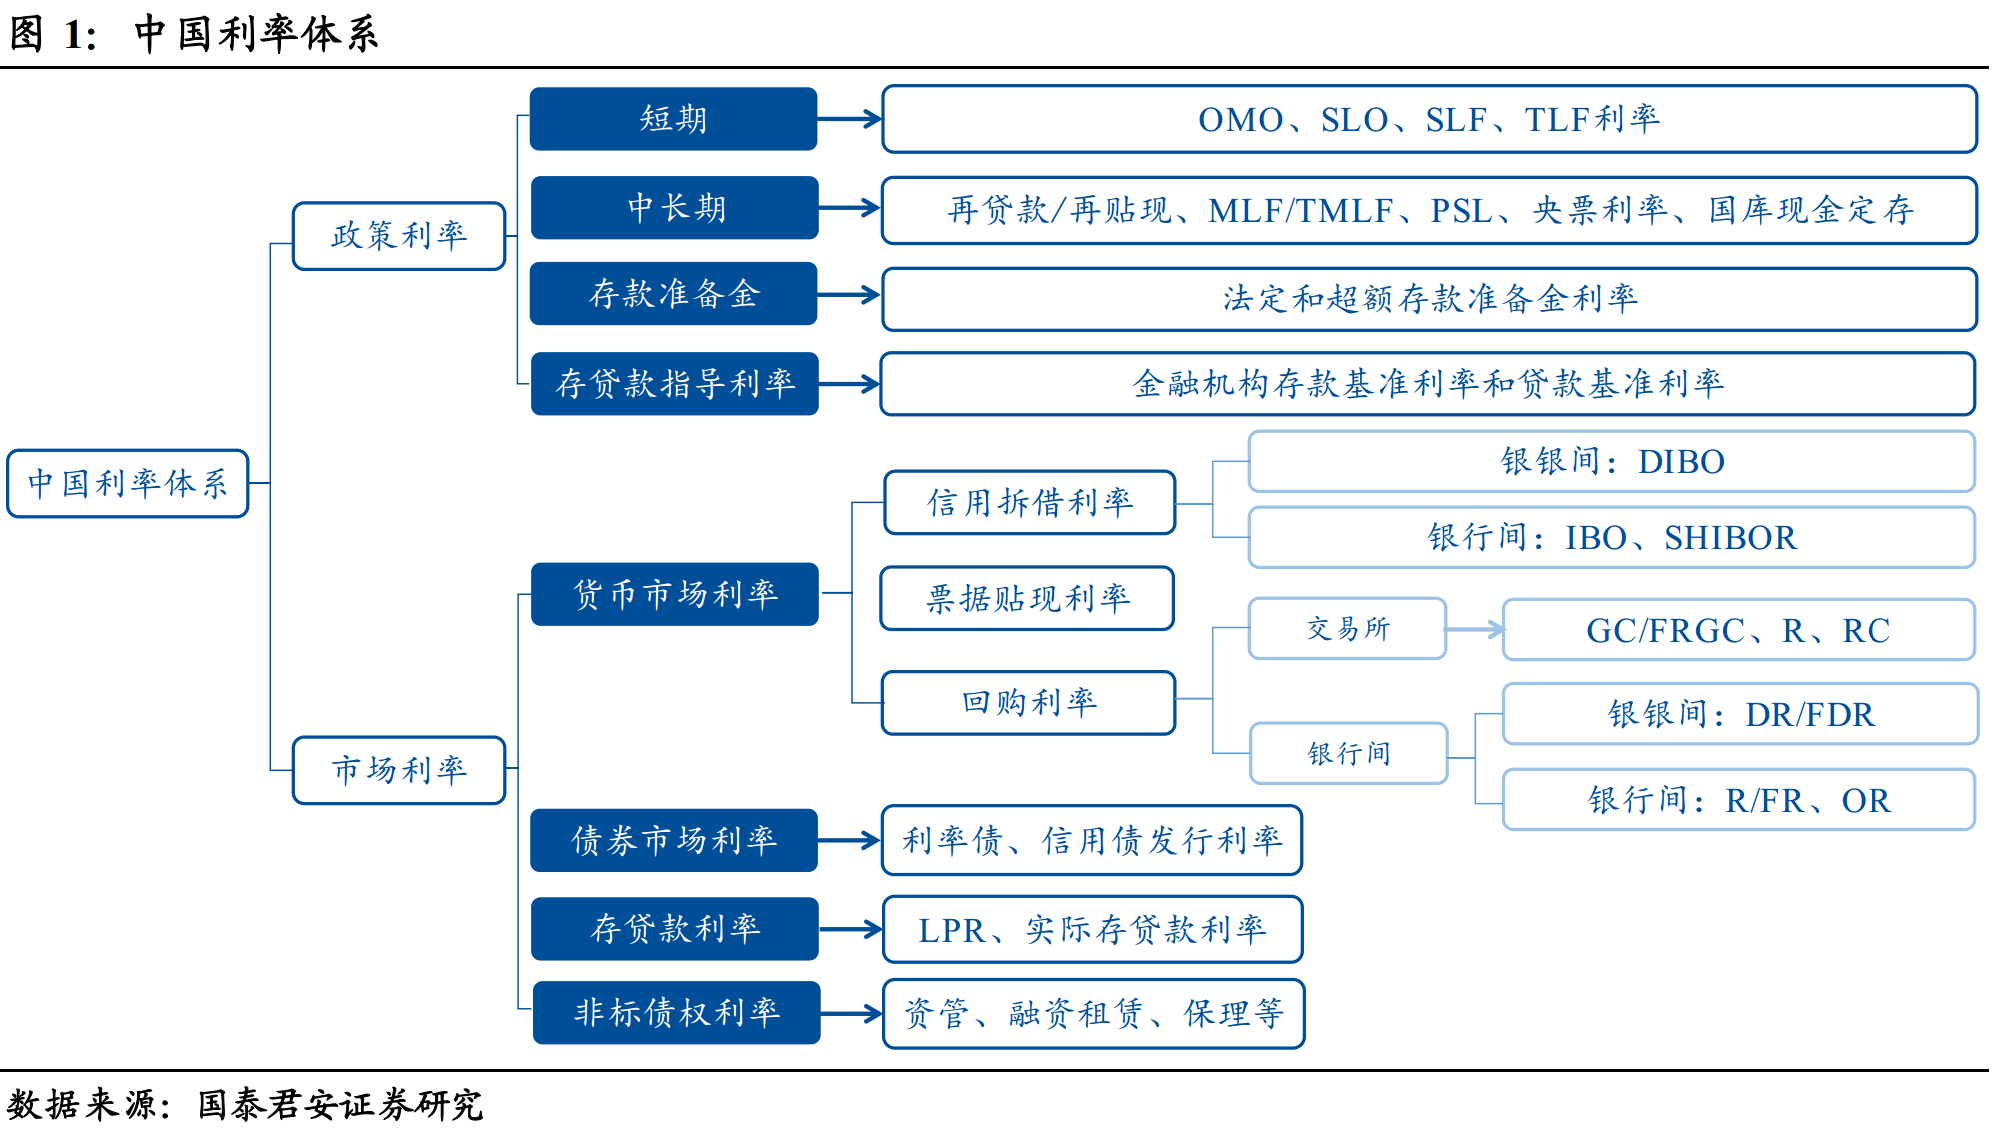 图 1: 中国利率体系
中国利率体系
政策利率
短期
OMO、SLO、SLF、TLF利率
中长期
再贷款/再贴现、MLF/TMLF、PSL、央票利率、国库现金定存
存款准备金
法定和超额存款准备金利率
存贷款指导利率
金融机构存款基准利率和贷款基准利率
市场利率
货币市场利率
信用拆借利率
银银间：DIBO
银行间：IBO、SHIBOR
票据贴现利率
回购利率
交易所
GC/FRGC、R、RC
银行间
银银间：DR/FDR
银行间：R/FR、OR
债券市场利率
利率债、信用债发行利率
存贷款利率
LPR、实际存贷款利率
非标债权利率
资管、融资租赁、保理等
数据来源：国泰君安证券研究